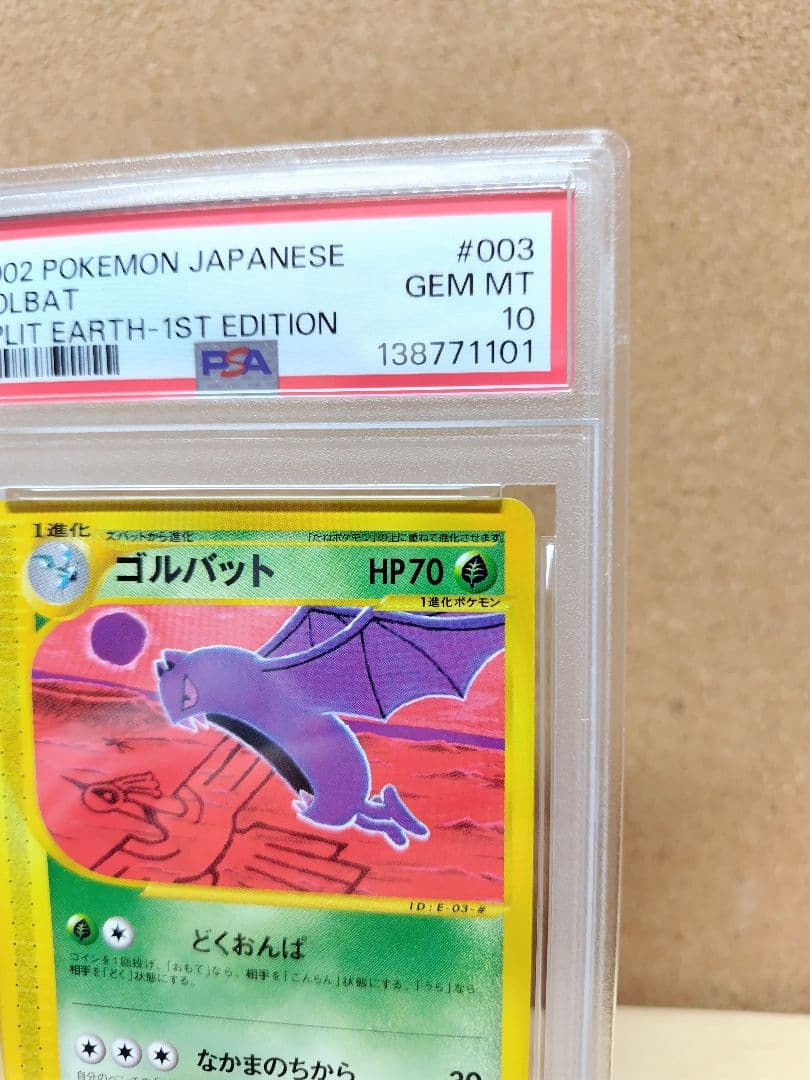 002 POKEMON JAPANESE #003
OLBAT GEM MT
PLIT EARTH-1ST EDITION 10
PSA 138771101
1進化 ズバットから進化 「たねポケモン」の上に重ねて進化させます。
ゴルバット HP70
1進化ポケモン
ID:E-03-#
どくおんぱ
コインを1回投げ、「おもて」なら、相手を「こんらん」状態にする。「うら」なら、
相手を「どく」状態にする。
なかまのちから 20